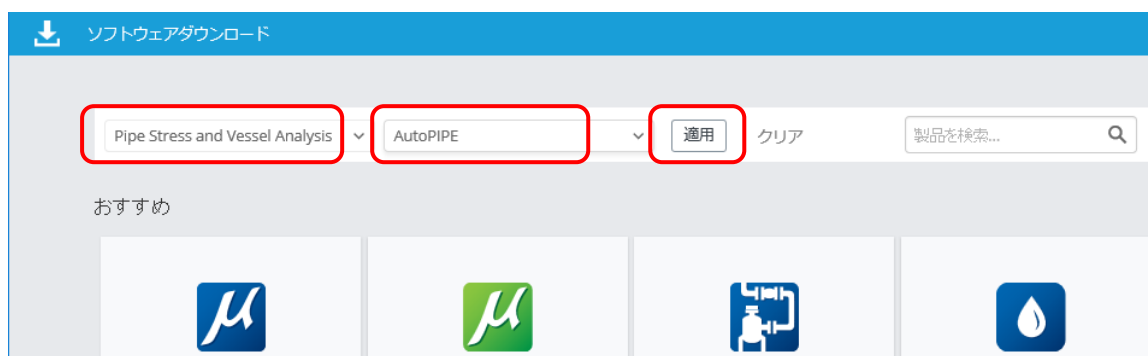 ソフトウェアダウンロード
Pipe Stress and Vessel Analysis AutoPIPE 適用 クリア 製品を検索...
おすすめ
μ μ